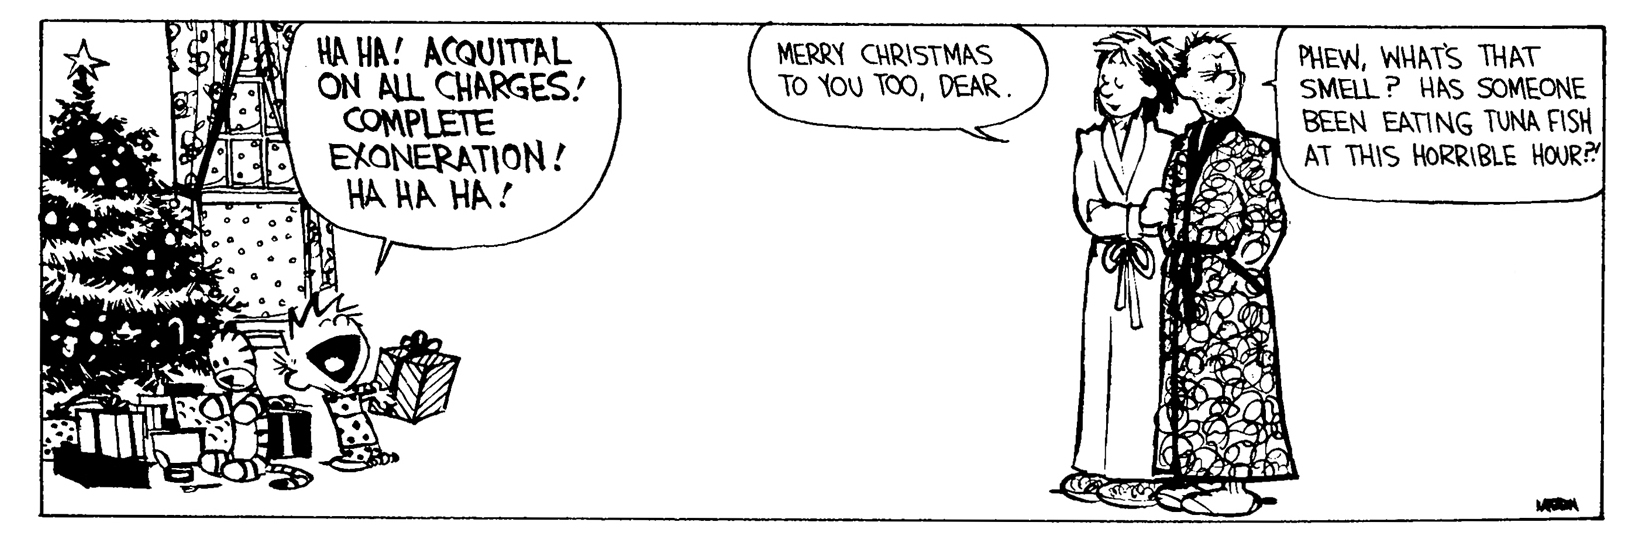 HA HA! ACQUITTAL
ON ALL CHARGES!
COMPLETE
EXONERATION!
HA HA HA!
MERRY CHRISTMAS
TO YOU TOO, DEAR.
PHEW, WHAT'S THAT
SMELL? HAS SOMEONE
BEEN EATING TUNA FISH
AT THIS HORRIBLE HOUR?!